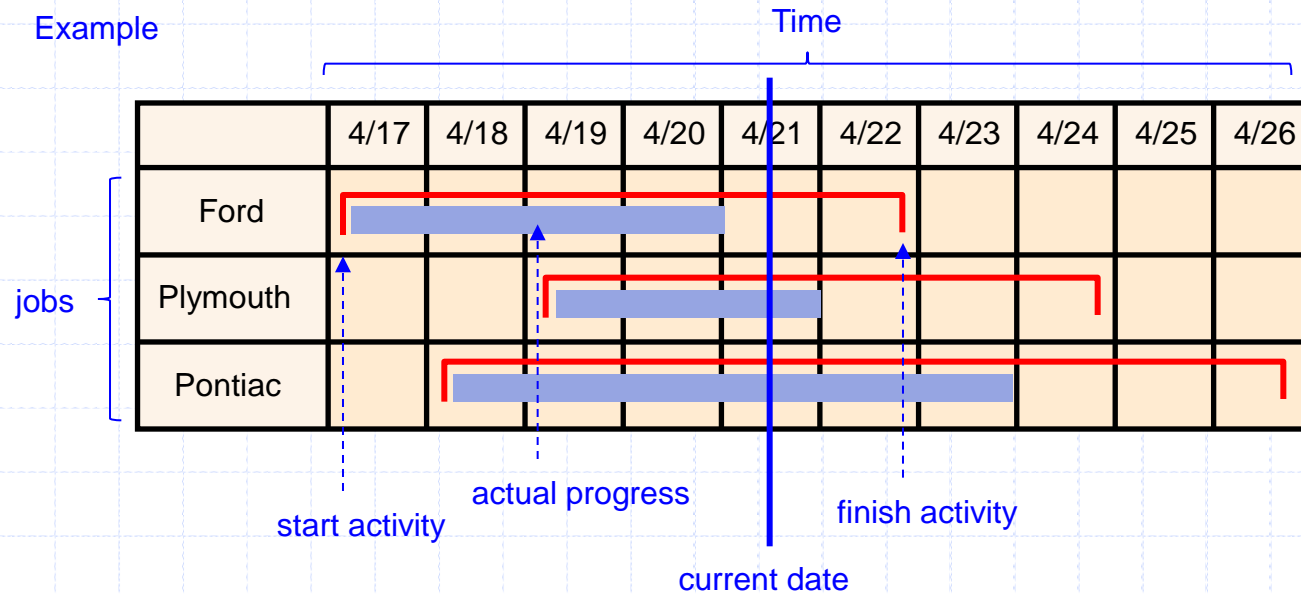 Example
Time
4/17 4/18 4/19 4/20 4/21 4/22 4/23 4/24 4/25 4/26
Ford
jobs
Plymouth
Pontiac
actual progress
finish activity
start activity
current date